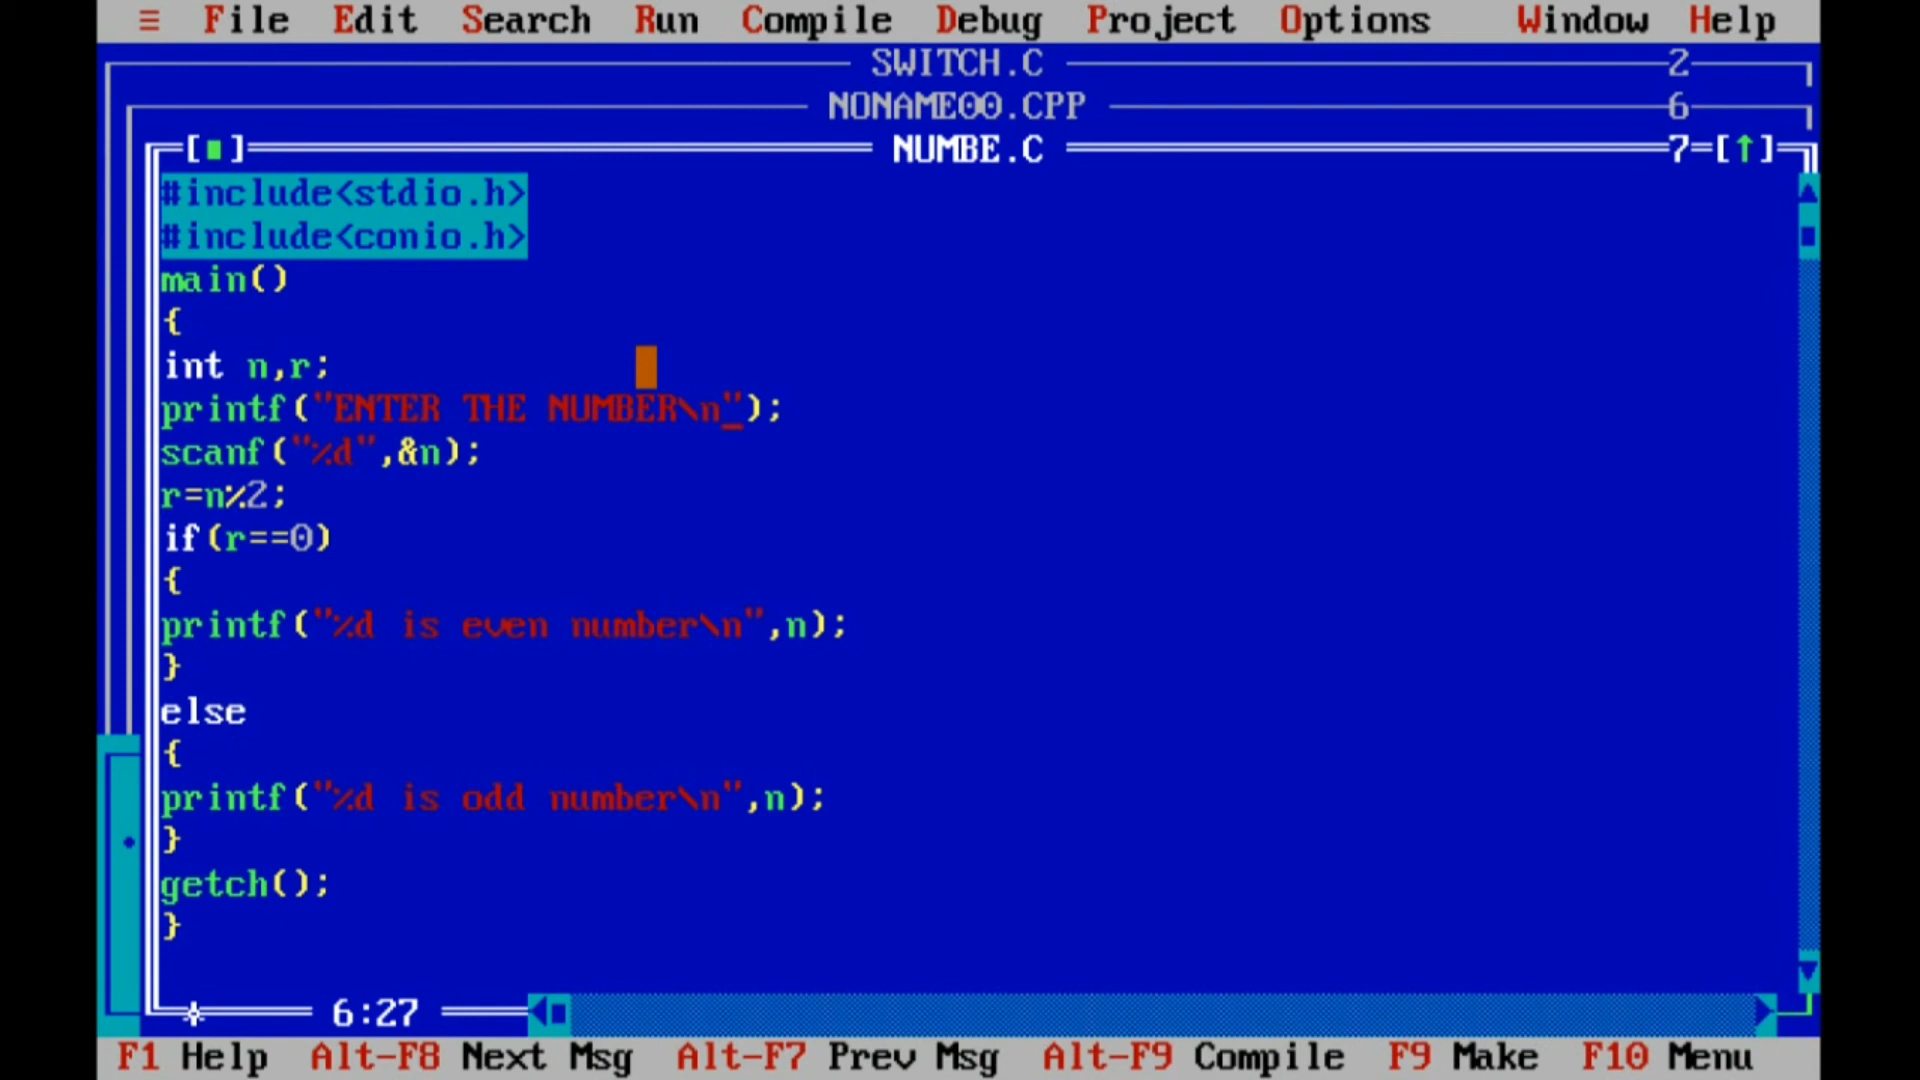 ≡ File Edit Search Run Compile Debug Project Options Window Help
SWITCH.C 2
NONAME00.CPP 6
[■] NUMBE.C 7=[↑]
#include<stdio.h>
#include<conio.h>
main()
{
int n,r;
printf("ENTER THE NUMBER\n");
scanf("%d",&n);
r=n%2;
if(r==0)
{
printf("%d is even number\n",n);
}
else
{
printf("%d is odd number\n",n);
}
getch();
}
6:27
F1 Help Alt-F8 Next Msg Alt-F7 Prev Msg Alt-F9 Compile F9 Make F10 Menu